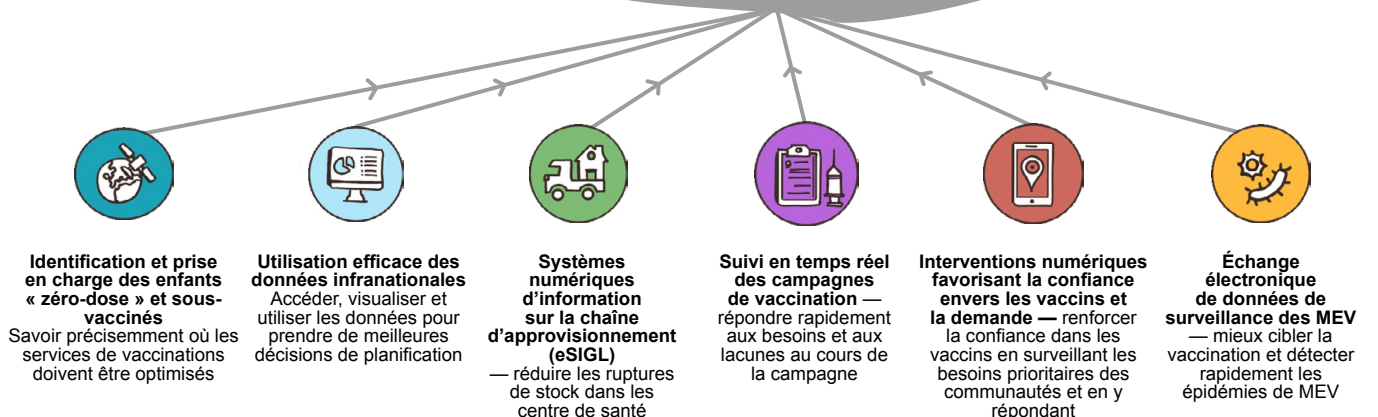 Identification et prise
en charge des enfants
« zéro-dose » et sous-
vaccinés
Savoir précisemment où les
services de vaccinations
doivent être optimisés
Utilisation efficace des
données infranationales
Accéder, visualiser et
utiliser les données pour
prendre de meilleures
décisions de planification
Systèmes
numériques
d’information
sur la chaîne
d’approvisionnement
(eSIGL)
— réduire les ruptures
de stock dans les
centre de santé
Suivi en temps réel
des campagnes
de vaccination —
répondre rapidement
aux besoins et aux
lacunes au cours de
la campagne
Interventions numériques
favorisant la confiance
envers les vaccins et
la demande — renforcer
la confiance dans les
vaccins en surveillant les
besoins prioritaires des
communautés et en y
répondant
Échange
électronique
de données de
surveillance des MEV
— mieux cibler la
vaccination et détecter
rapidement les
épidémies de MEV